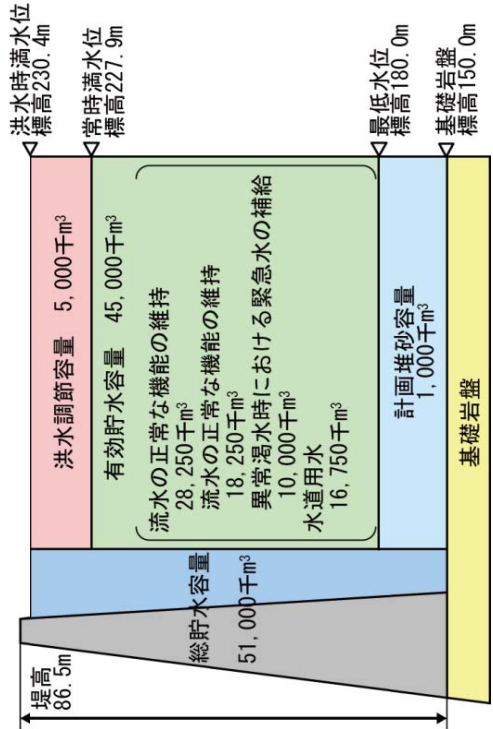 堤高
86.5m
総貯水容量
51,000千m³
洪水調節容量 5,000千m³
有効貯水容量 45,000千m³
流水の正常な機能の維持
28,250千m³
流水の正常な機能の維持
18,250千m³
異常渇水時における緊急水の補給
10,000千m³
水道用水
16,750千m³
計画堆砂容量
1,000千m³
基礎岩盤
洪水時満水位
標高230.4m
常時満水位
標高227.9m
最低水位
標高180.0m
基礎岩盤
標高150.0m